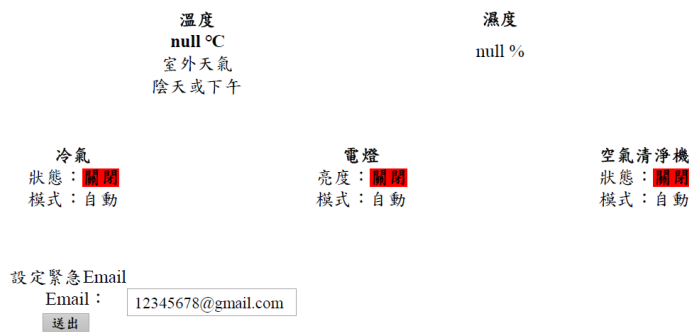 溫度
null °C
室外天氣
陰天或下午
濕度
null %
冷氣
狀態：關閉
模式：自動
電燈
亮度：關閉
模式：自動
空氣清淨機
狀態：關閉
模式：自動
設定緊急Email
Email： 12345678@gmail.com
送出